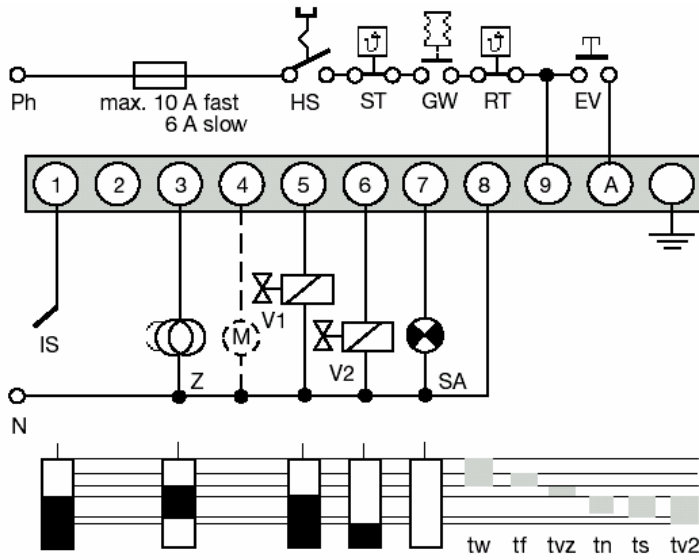 Ph max. 10 A fast HS ST GW RT EV
6 A slow
1 2 3 4 5 6 7 8 9 A
V1
IS Z M V2 SA
N
tw tf tvz tn ts tv2